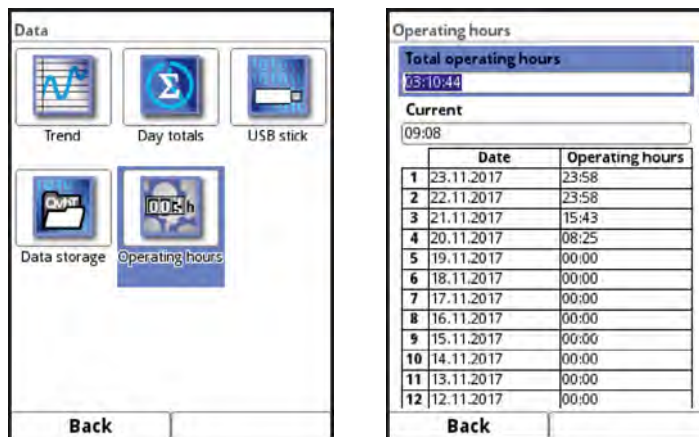 Data
Trend
Day totals
USB stick
CMNT
Data storage
Operating hours
Back
Operating hours
Total operating hours
03:10:44
Current
09:08
Date Operating hours
1 23.11.2017 23:58
2 22.11.2017 23:58
3 21.11.2017 15:43
4 20.11.2017 08:25
5 19.11.2017 00:00
6 18.11.2017 00:00
7 17.11.2017 00:00
8 16.11.2017 00:00
9 15.11.2017 00:00
10 14.11.2017 00:00
11 13.11.2017 00:00
12 12.11.2017 00:00
Back